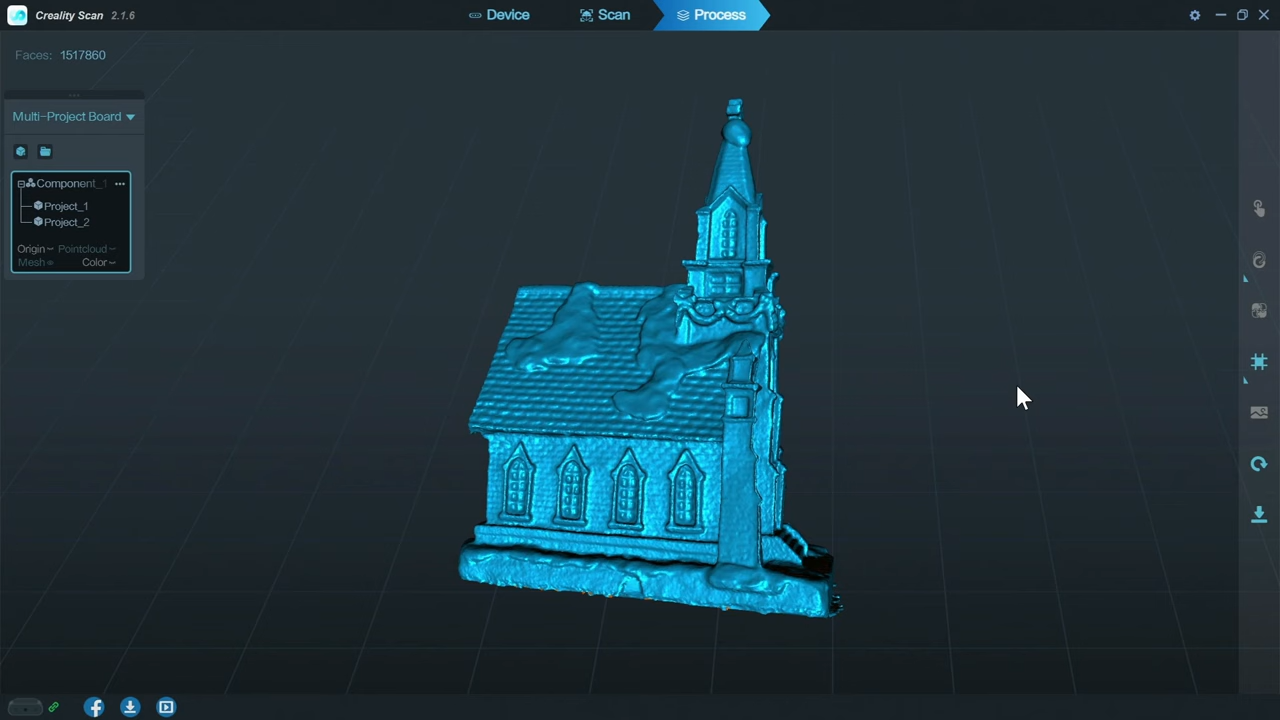 Creality Scan 2.1.6
Device
Scan
Process
Faces: 1517860
Multi-Project Board
Component_1
Project_1
Project_2
Origin Pointcloud
Mesh Color